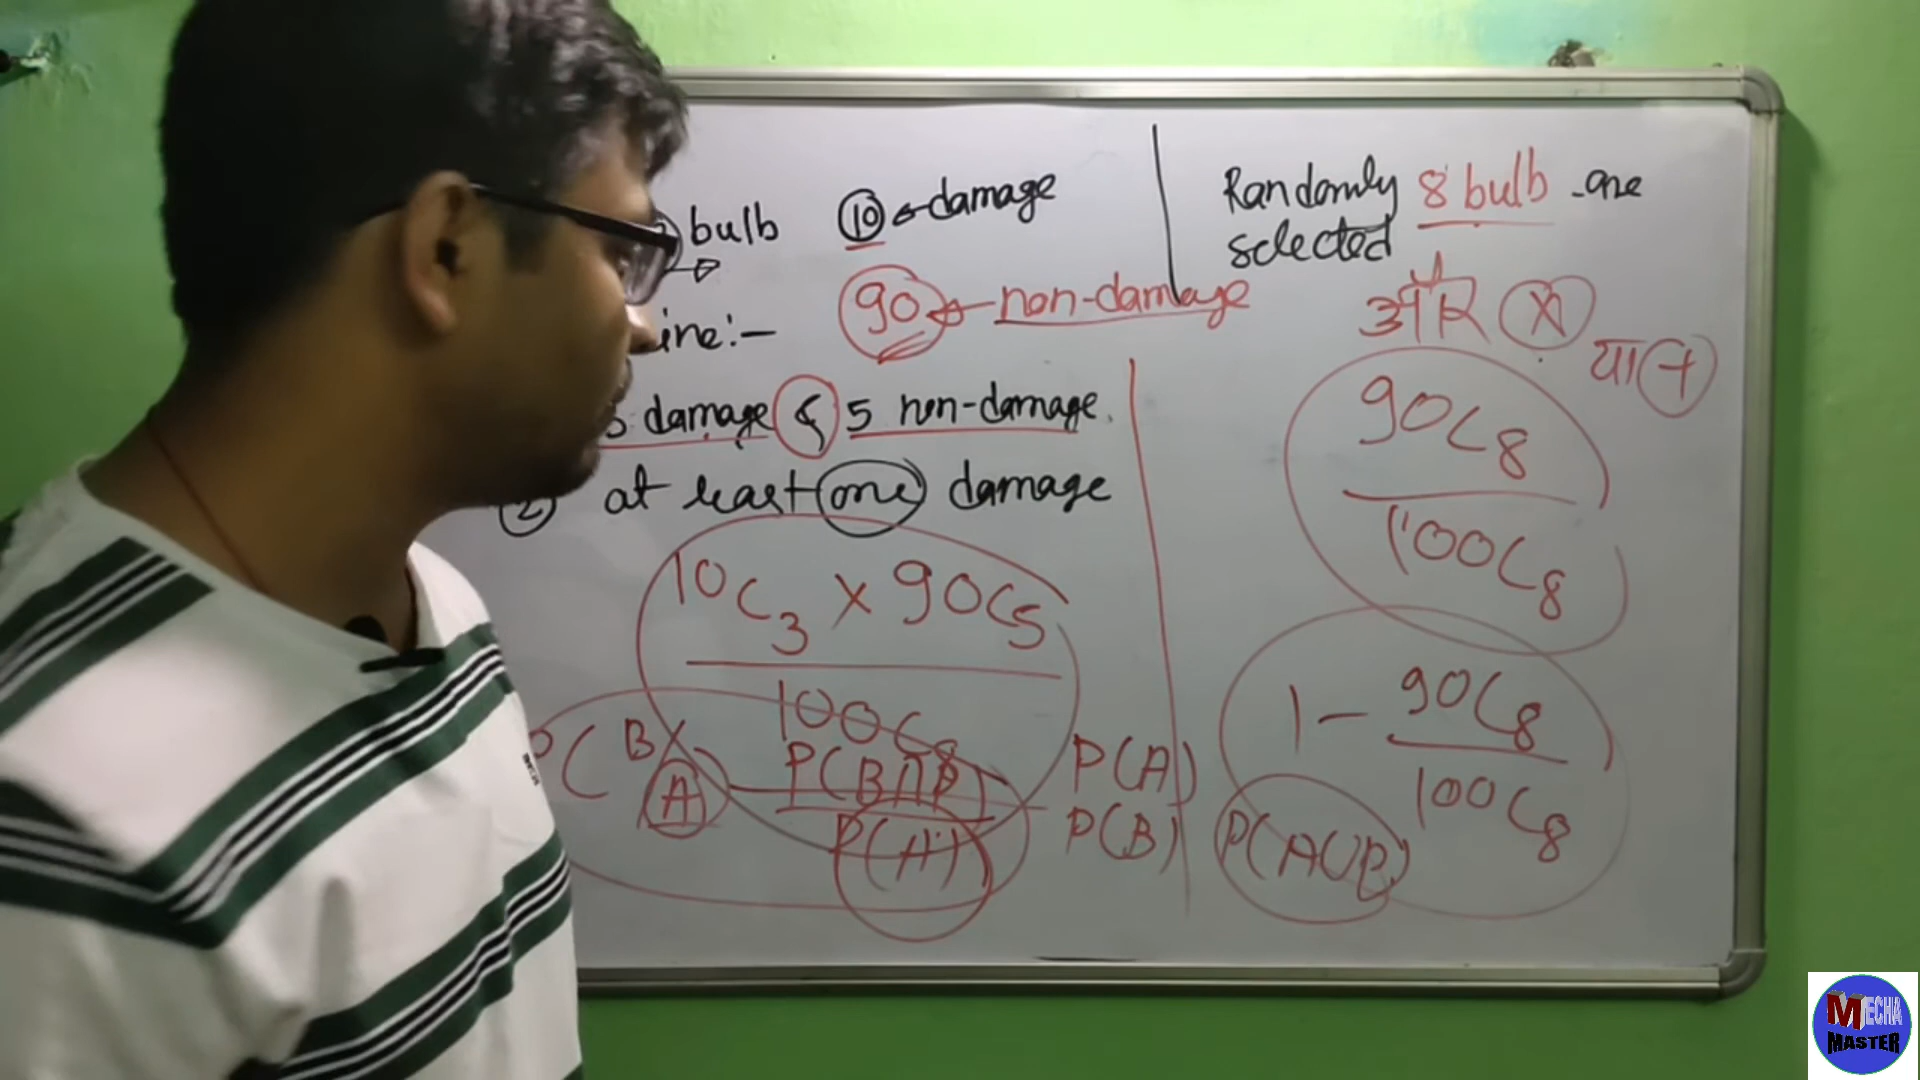 bulb 10 ← damage
90 ← non-damage
ine:-
damage & 5 non-damage.
2 at least one damage
10C3 x 90C5
100C8
P(B/A) P(B∩
P(A)
P(A)
P(B)
Randomly 8 bulb are
selected
और ×
या +
90C8
100C8
1 - 90C8
100C8
P(AUB)
MECHA
MASTER